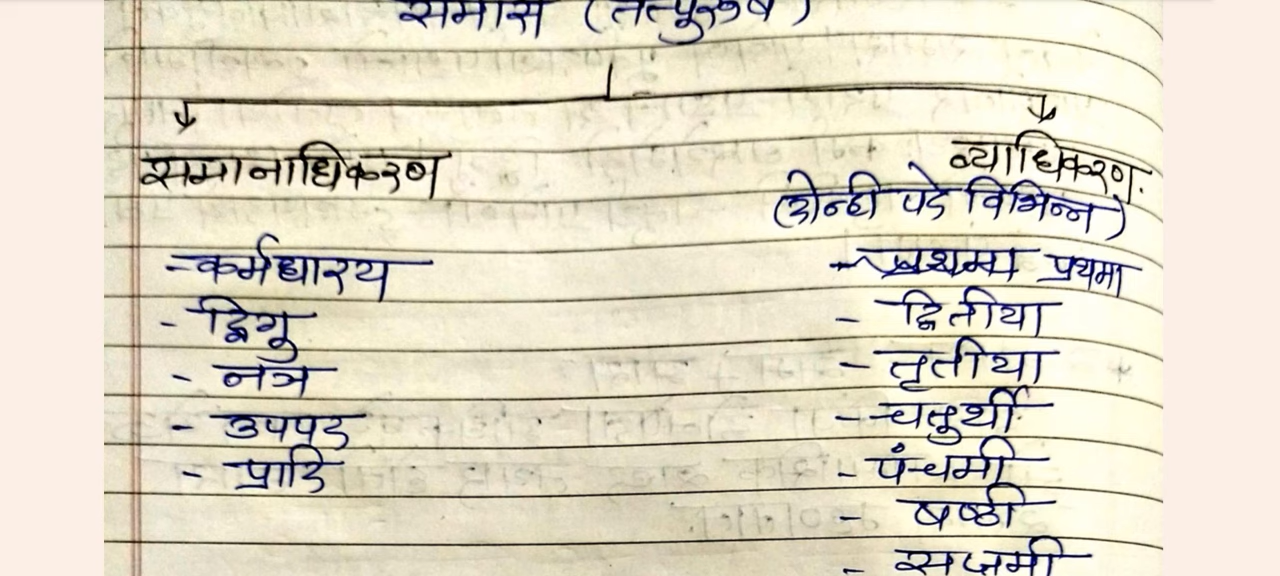 समास (तत्पुरुष)
समानाधिकरण
व्याधिकरण.
(दोन्ही पदे विभिन्न)
- कर्मधारय
- द्विगु
- नञ
- उपपद
- प्रादि
- प्रथमा
- द्वितीया
- तृतीया
- चतुर्थी
- पंचमी
- षष्ठी
- सप्तमी